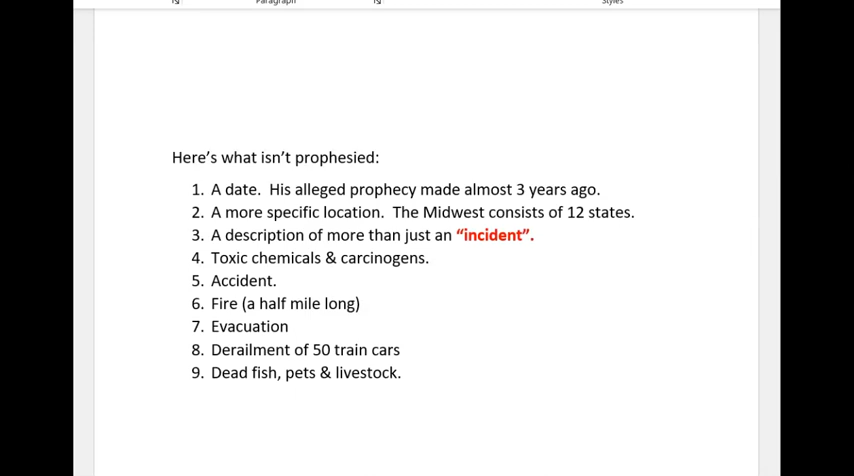 Paragraph
Styles
Here’s what isn’t prophesied:
1. A date. His alleged prophecy made almost 3 years ago.
2. A more specific location. The Midwest consists of 12 states.
3. A description of more than just an “incident”.
4. Toxic chemicals & carcinogens.
5. Accident.
6. Fire (a half mile long)
7. Evacuation
8. Derailment of 50 train cars
9. Dead fish, pets & livestock.